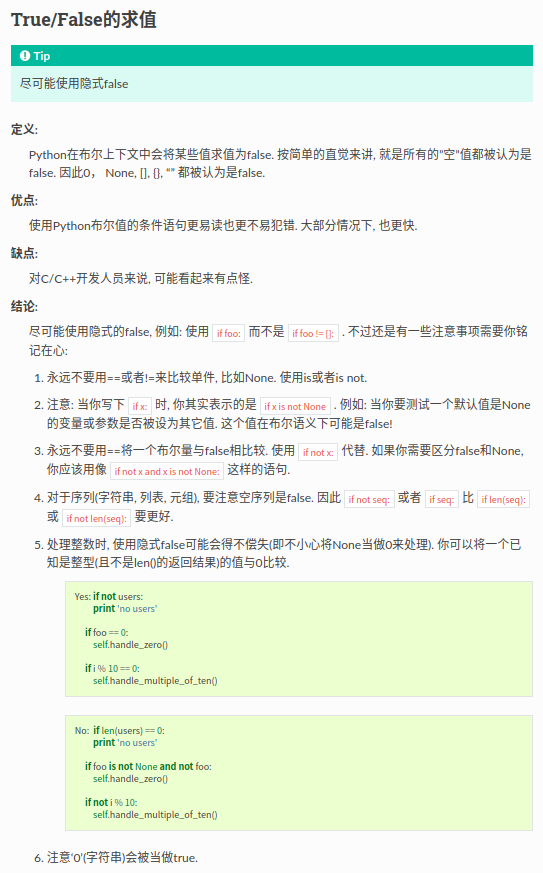 True/False的求值
Tip
尽可能使用隐式false
定义:
Python在布尔上下文中会将某些值求值为false. 按简单的直觉来讲, 就是所有的"空"值都被认为是
false. 因此0， None, [], {}, "" 都被认为是false.
优点:
使用Python布尔值的条件语句更易读也更不易犯错. 大部分情况下, 也更快.
缺点:
对C/C++开发人员来说, 可能看起来有点怪.
结论:
尽可能使用隐式的false, 例如: 使用 if foo: 而不是 if foo != []: . 不过还是有一些注意事项需要你铭
记在心:
1. 永远不要用==或者!=来比较单件, 比如None. 使用is或者is not.
2. 注意: 当你写下 if x: 时, 你其实表示的是 if x is not None . 例如: 当你要测试一个默认值是None
的变量或参数是否被设为其它值. 这个值在布尔语义下可能是false!
3. 永远不要用==将一个布尔量与false相比较. 使用 if not x: 代替. 如果你需要区分false和None,
你应该用像 if not x and x is not None: 这样的语句.
4. 对于序列(字符串, 列表, 元组), 要注意空序列是false. 因此 if not seq: 或者 if seq: 比 if len(seq):
或 if not len(seq): 要更好.
5. 处理整数时, 使用隐式false可能会得不偿失(即不小心将None当做0来处理). 你可以将一个已
知是整型(且不是len()的返回结果)的值与0比较.
Yes: if not users:
print 'no users'
if foo == 0:
self.handle_zero()
if i % 10 == 0:
self.handle_multiple_of_ten()
No: if len(users) == 0:
print 'no users'
if foo is not None and not foo:
self.handle_zero()
if not i % 10:
self.handle_multiple_of_ten()
6. 注意‘0’(字符串)会被当做true.